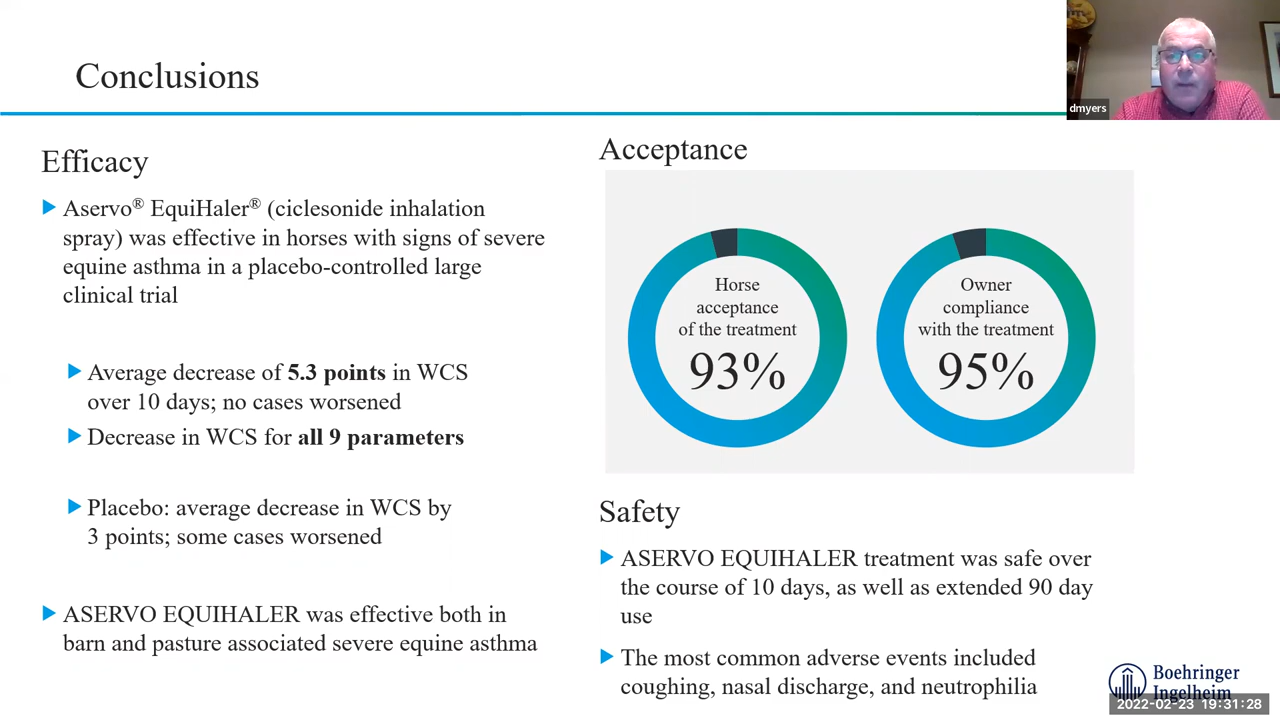 Conclusions
dmyers
Efficacy
Aservo® EquiHaler® (ciclesonide inhalation
spray) was effective in horses with signs of severe
equine asthma in a placebo-controlled large
clinical trial
Average decrease of 5.3 points in WCS
over 10 days; no cases worsened
Decrease in WCS for all 9 parameters
Placebo: average decrease in WCS by
3 points; some cases worsened
ASERVO EQUIHALER was effective both in
barn and pasture associated severe equine asthma
Acceptance
Horse
acceptance
of the treatment
93%
Owner
compliance
with the treatment
95%
Safety
ASERVO EQUIHALER treatment was safe over
the course of 10 days, as well as extended 90 day
use
The most common adverse events included
coughing, nasal discharge, and neutrophilia
Boehringer
Ingelheim
2022-02-23 19:31:28